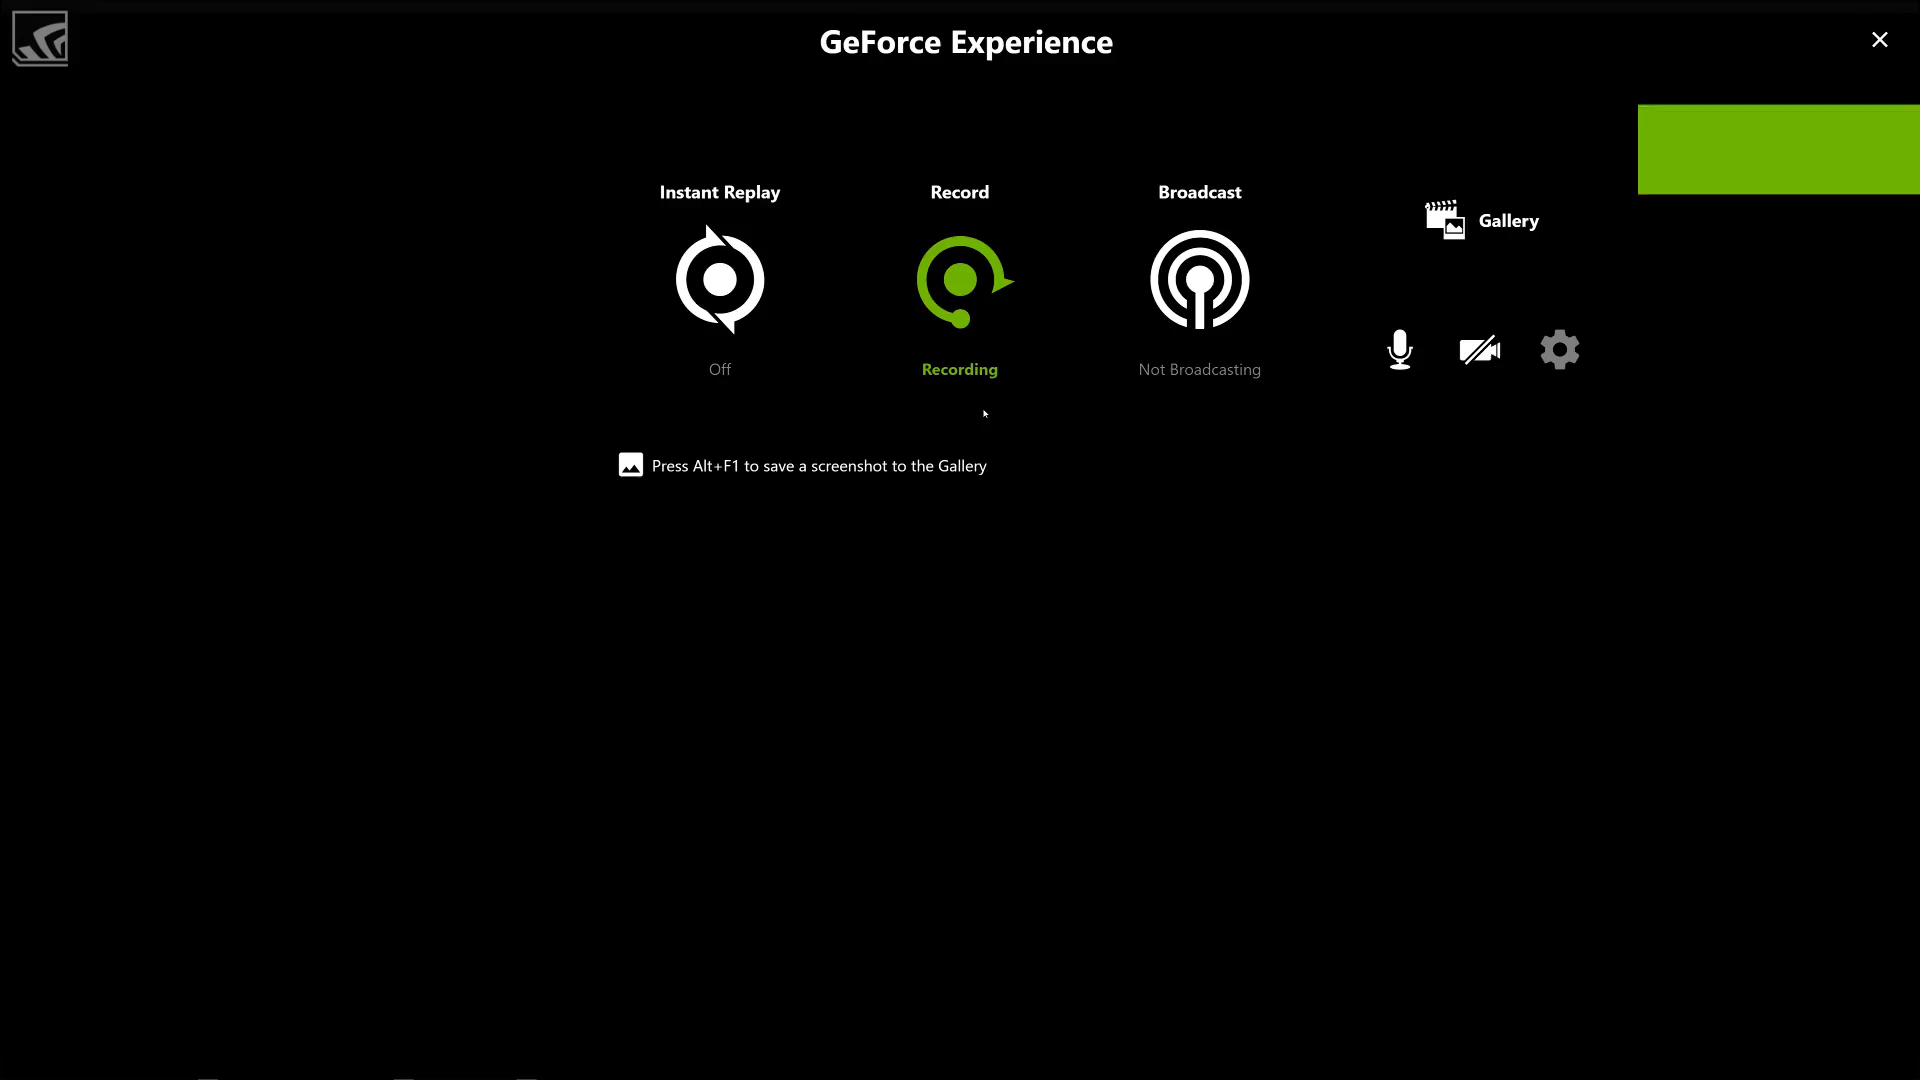 GeForce Experience
Instant Replay
Record
Broadcast
Gallery
Off
Recording
Not Broadcasting
Press Alt+F1 to save a screenshot to the Gallery